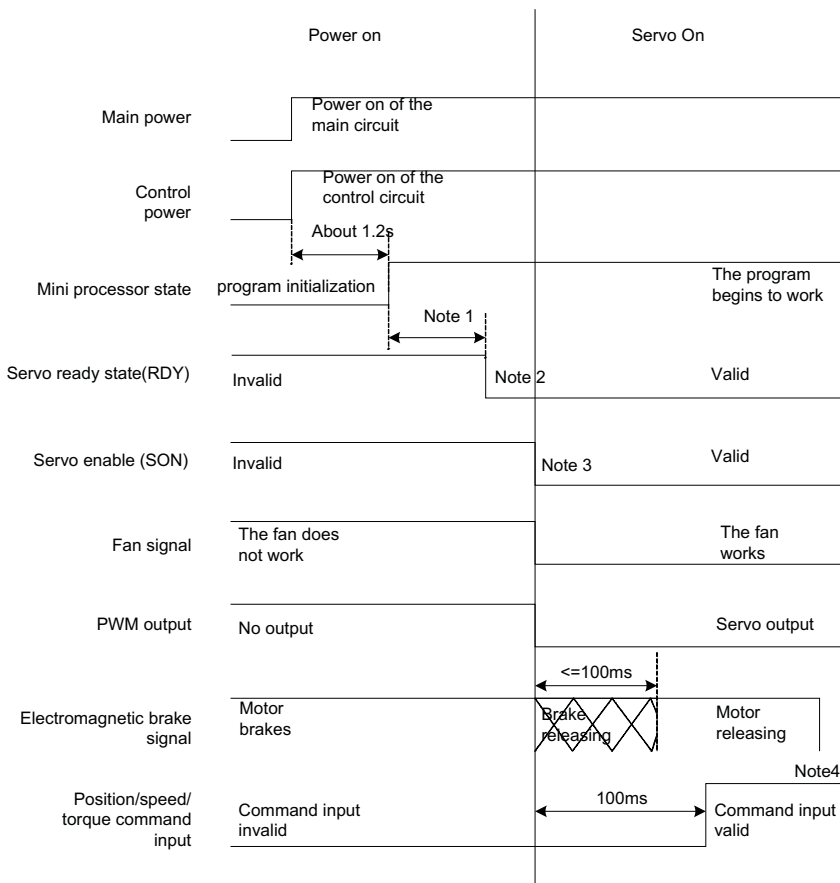 Power on
Servo On
Main power
Power on of the
main circuit
Control
power
Power on of the
control circuit
About 1.2s
Mini processor state
program initialization
The program
begins to work
Note 1
Servo ready state(RDY)
Invalid
Note 2
Valid
Servo enable (SON)
Invalid
Note 3
Valid
Fan signal
The fan does
not work
The fan
works
PWM output
No output
Servo output
<=100ms
Electromagnetic brake
signal
Motor
brakes
Brake
releasing
Motor
releasing
Note4
Position/speed/
torque command
input
Command input
invalid
100ms
Command input
valid